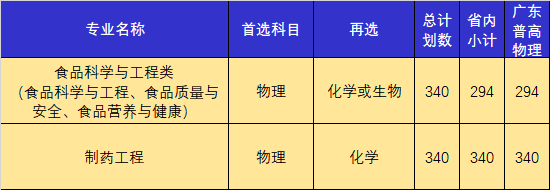 专业名称 首选科目 再选 总计划数 省内小计 广东普高物理
食品科学与工程类
（食品科学与工程、食品质量与
安全、食品营养与健康） 物理 化学或生物 340 294 294
制药工程 物理 化学 340 340 340